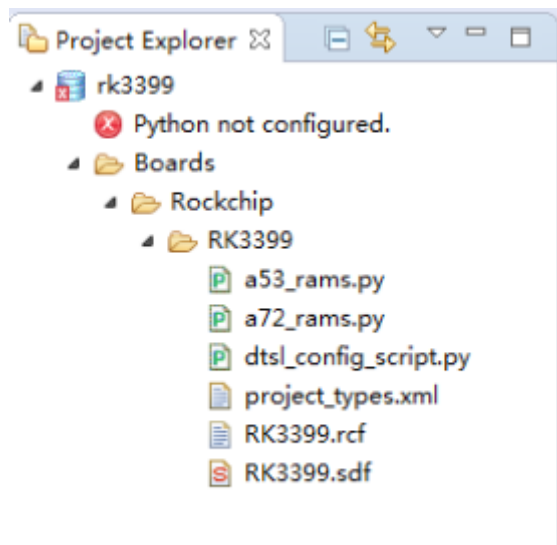 Project Explorer
rk3399
Python not configured.
Boards
Rockchip
RK3399
a53_rams.py
a72_rams.py
dtsl_config_script.py
project_types.xml
RK3399.rcf
RK3399.sdf